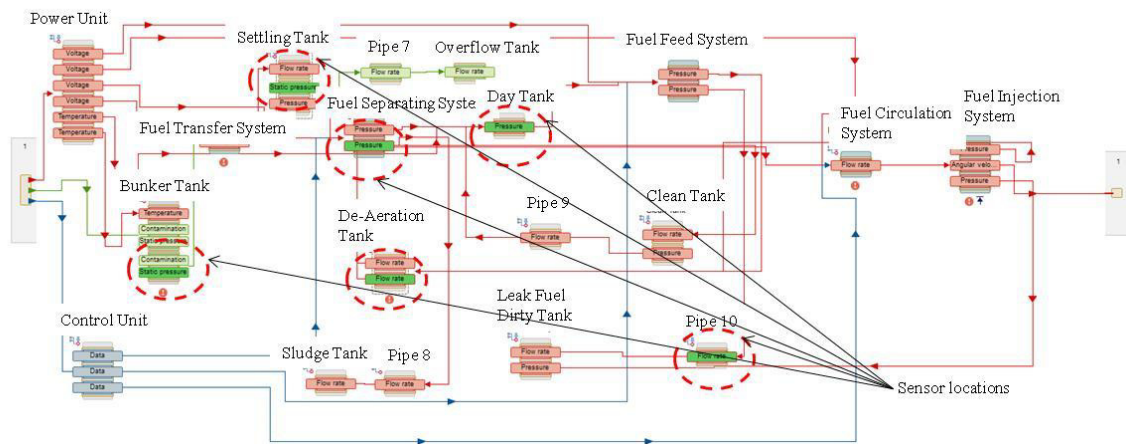 Power Unit
Voltage
Voltage
Voltage
Voltage
Temperature
Temperature
Settling Tank
Flow rate
Static pressure
Pressure
Pipe 7
Flow rate
Overflow Tank
Flow rate
Fuel Feed System
Pressure
Pressure
Fuel Separating Syste
Pressure
Pressure
Day Tank
Pressure
Fuel Transfer System
Fuel Circulation
System
Flow rate
Fuel Injection
System
Pressure
Angular velo...
Pressure
1
1
Bunker Tank
Temperature
Contamination
Static pressure
Contamination
Static pressure
De-Aeration
Tank
Flow rate
Flow rate
Pipe 9
Flow rate
Clean Tank
Clean Tank
Flow rate
Pressure
Leak Fuel
Dirty Tank
Flow rate
Pressure
Pipe 10
Flow rate
Control Unit
Data
Data
Data
Sludge Tank
Flow rate
Pipe 8
Flow rate
Sensor locations